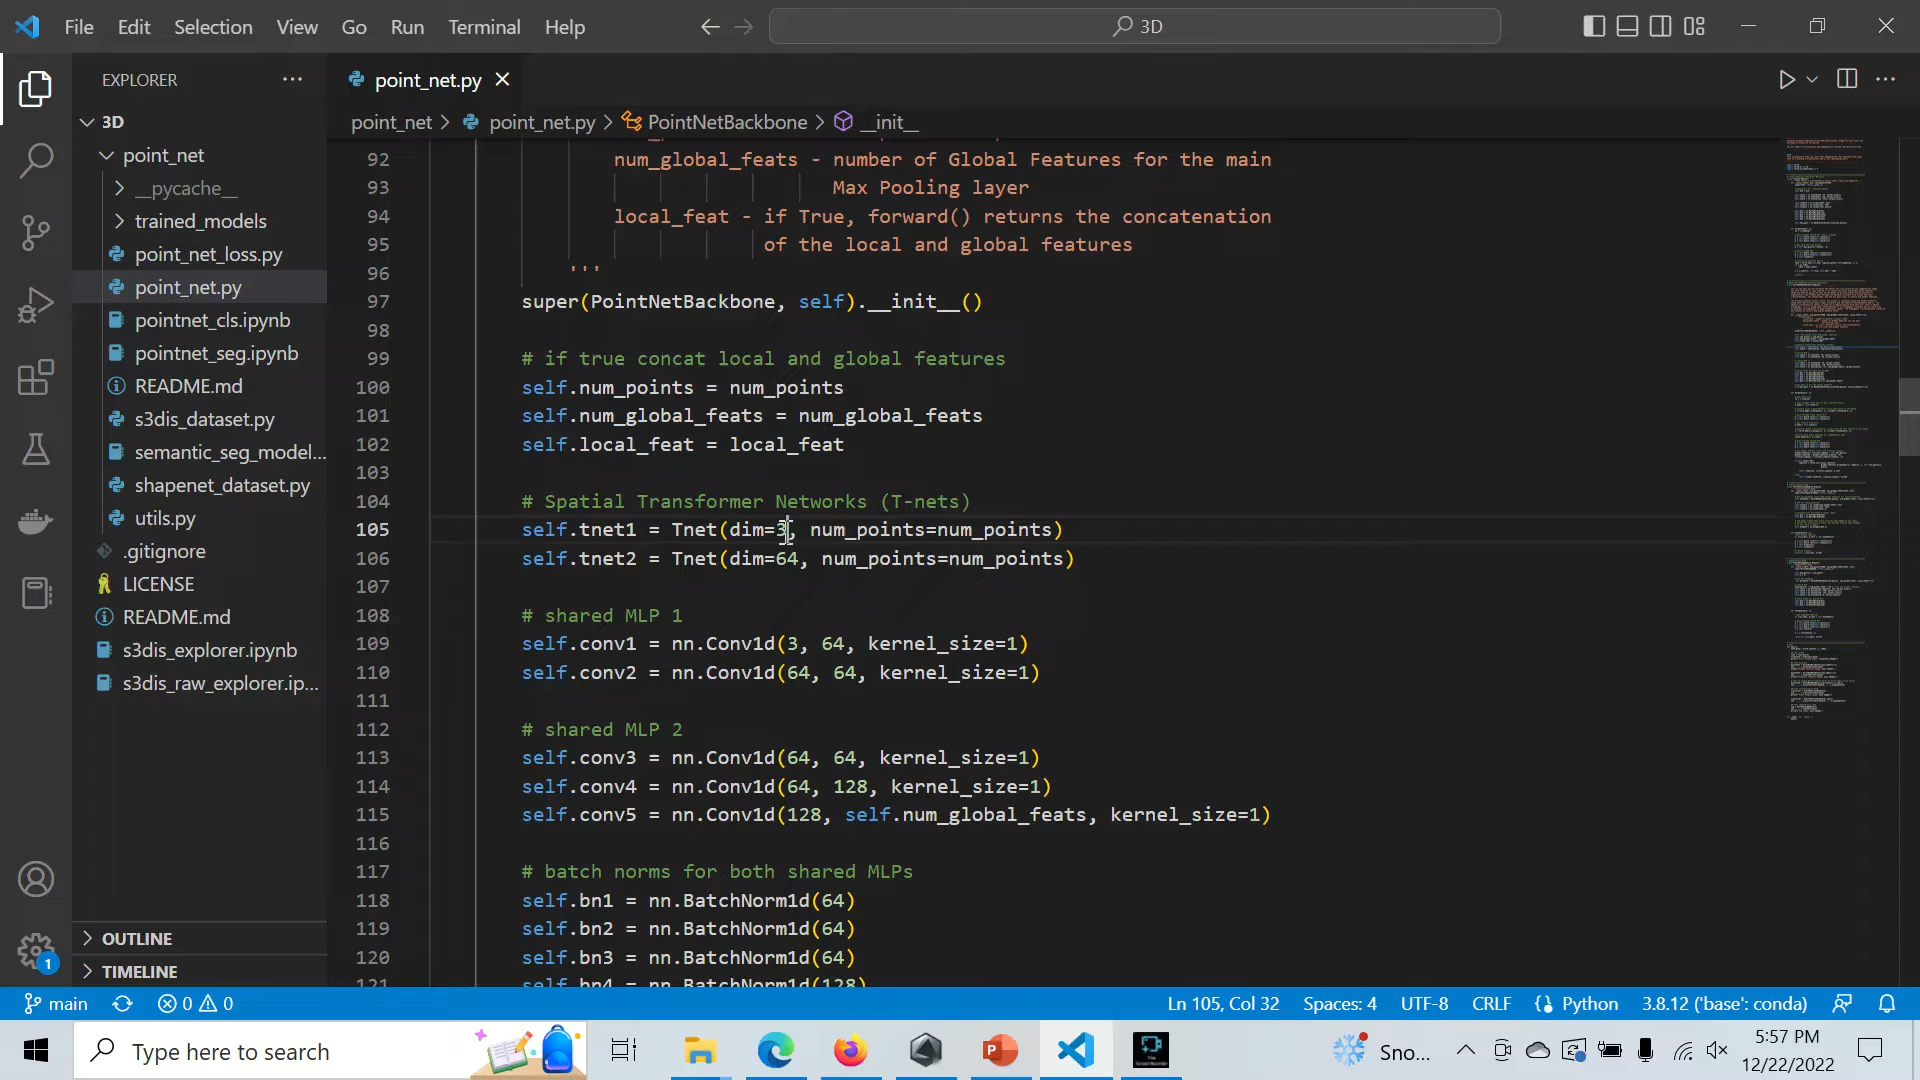 File Edit Selection View Go Run Terminal Help
3D
EXPLORER
point_net.py
3D
point_net
__pycache__
trained_models
point_net_loss.py
point_net.py
pointnet_cls.ipynb
pointnet_seg.ipynb
README.md
s3dis_dataset.py
semantic_seg_model...
shapenet_dataset.py
utils.py
.gitignore
LICENSE
README.md
s3dis_explorer.ipynb
s3dis_raw_explorer.ip...
OUTLINE
TIMELINE
point_net > point_net.py > PointNetBackbone > __init__
92 num_global_feats - number of Global Features for the main
93 Max Pooling layer
94 local_feat - if True, forward() returns the concatenation
95 of the local and global features
96 '''
97 super(PointNetBackbone, self).__init__()
98
99 # if true concat local and global features
100 self.num_points = num_points
101 self.num_global_feats = num_global_feats
102 self.local_feat = local_feat
103
104 # Spatial Transformer Networks (T-nets)
105 self.tnet1 = Tnet(dim=3, num_points=num_points)
106 self.tnet2 = Tnet(dim=64, num_points=num_points)
107
108 # shared MLP 1
109 self.conv1 = nn.Conv1d(3, 64, kernel_size=1)
110 self.conv2 = nn.Conv1d(64, 64, kernel_size=1)
111
112 # shared MLP 2
113 self.conv3 = nn.Conv1d(64, 64, kernel_size=1)
114 self.conv4 = nn.Conv1d(64, 128, kernel_size=1)
115 self.conv5 = nn.Conv1d(128, self.num_global_feats, kernel_size=1)
116
117 # batch norms for both shared MLPs
118 self.bn1 = nn.BatchNorm1d(64)
119 self.bn2 = nn.BatchNorm1d(64)
120 self.bn3 = nn.BatchNorm1d(64)
121 self.bn4 = nn.BatchNorm1d(128)
1
main 0 0 Ln 105, Col 32 Spaces: 4 UTF-8 CRLF Python 3.8.12 ('base': conda)
Type here to search
Sno...
5:57 PM
12/22/2022